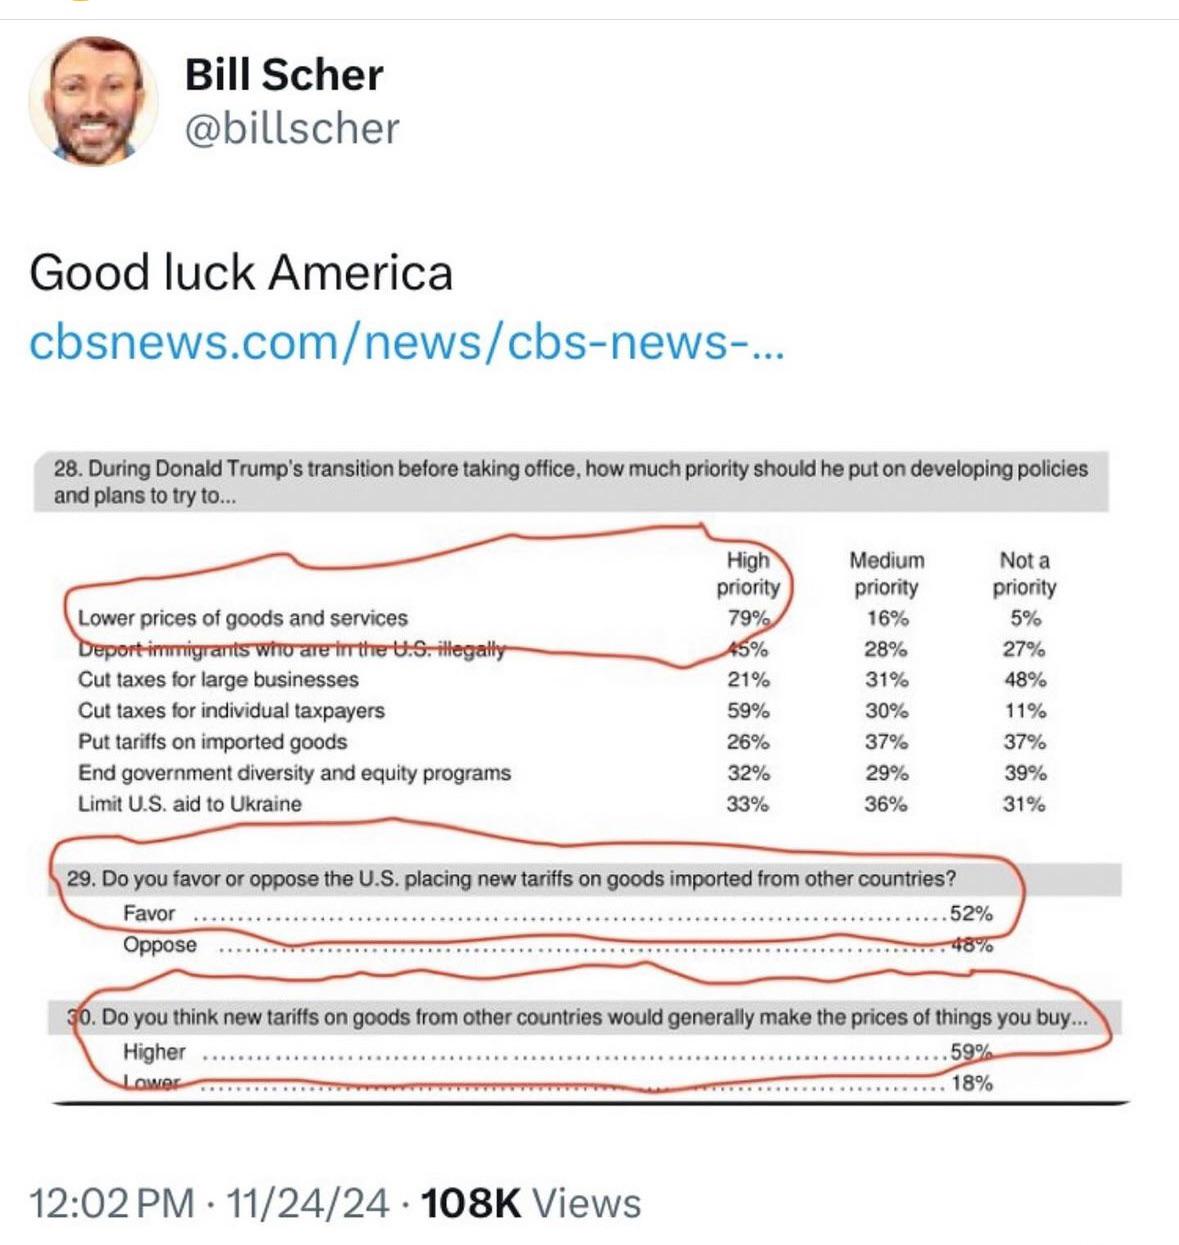 Bill Scher
@billscher
Good luck America
cbsnews.com/news/cbs-news-...
28. During Donald Trump's transition before taking office, how much priority should he put on developing policies
and plans to try to...
High Medium Not a
priority priority priority
Lower prices of goods and services 79% 16% 5%
Deport immigrants who are in the U.S. illegally 45% 28% 27%
Cut taxes for large businesses 21% 31% 48%
Cut taxes for individual taxpayers 59% 30% 11%
Put tariffs on imported goods 26% 37% 37%
End government diversity and equity programs 32% 29% 39%
Limit U.S. aid to Ukraine 33% 36% 31%
29. Do you favor or oppose the U.S. placing new tariffs on goods imported from other countries?
Favor ........................................................ 52%
Oppose ........................................................ 48%
30. Do you think new tariffs on goods from other countries would generally make the prices of things you buy...
Higher ........................................................ 59%
Lower ........................................................ 18%
12:02 PM · 11/24/24 · 108K Views